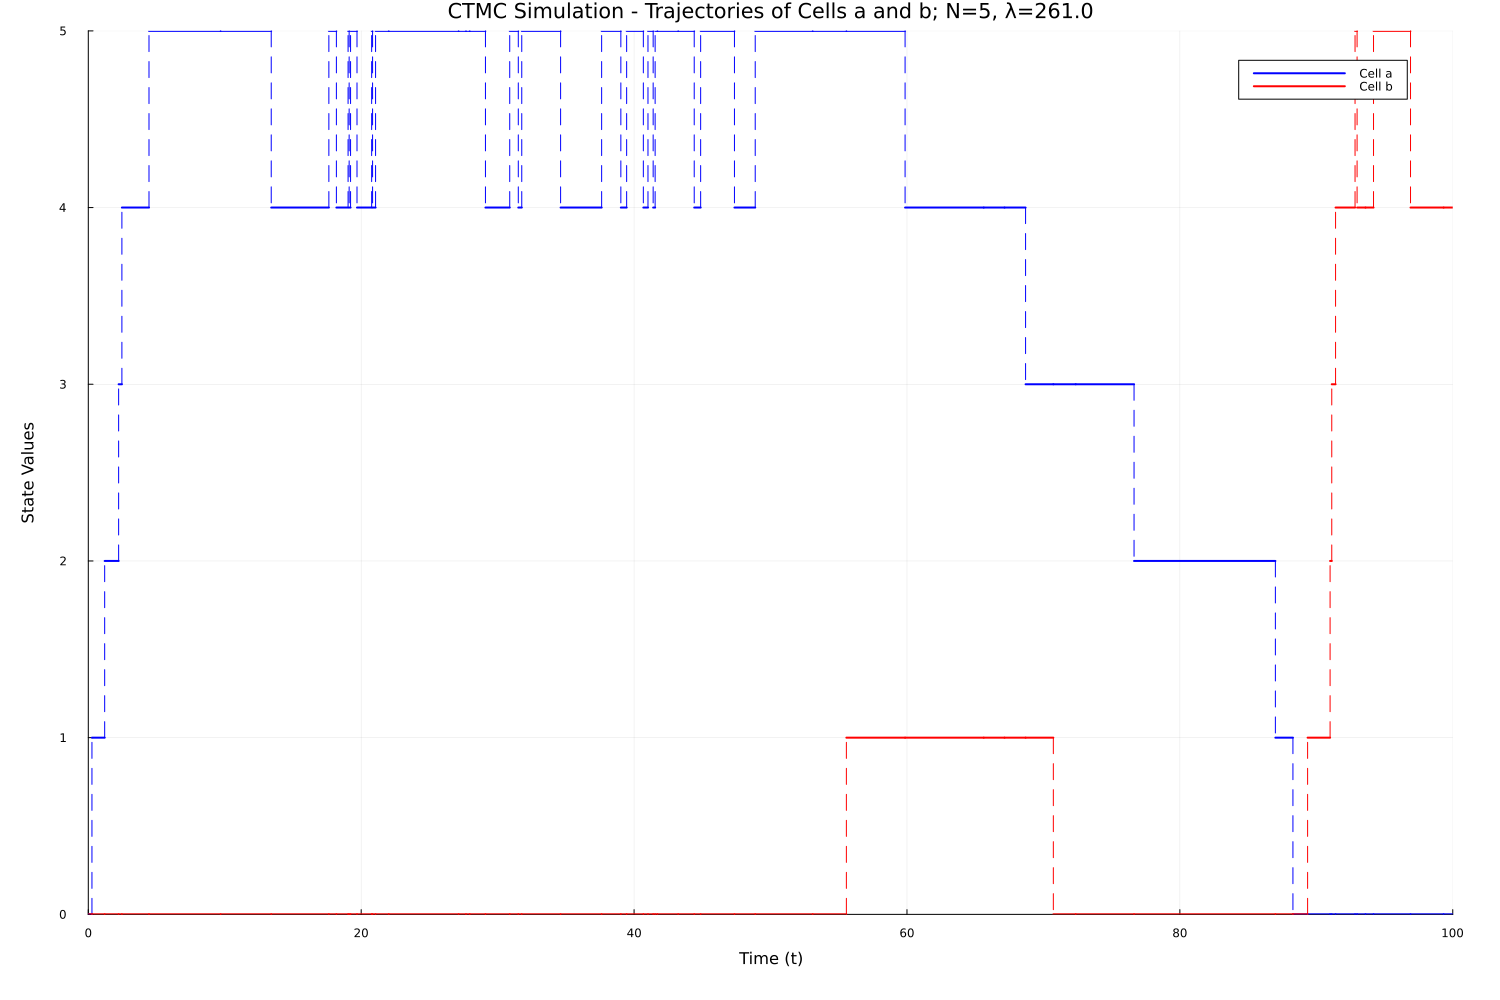 CTMC Simulation - Trajectories of Cells a and b; N=5, λ=261.0
5
Cell a
Cell b
4
3
State Values
2
1
0
0 20 40 60 80 100
Time (t)